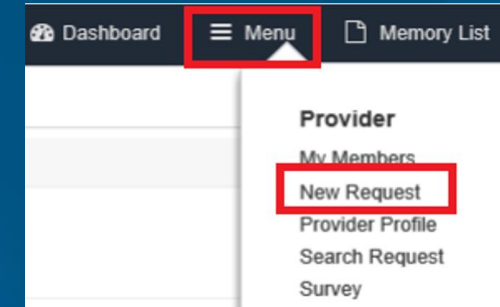 Dashboard Menu Memory List
Provider
My Members
New Request
Provider Profile
Search Request
Survey